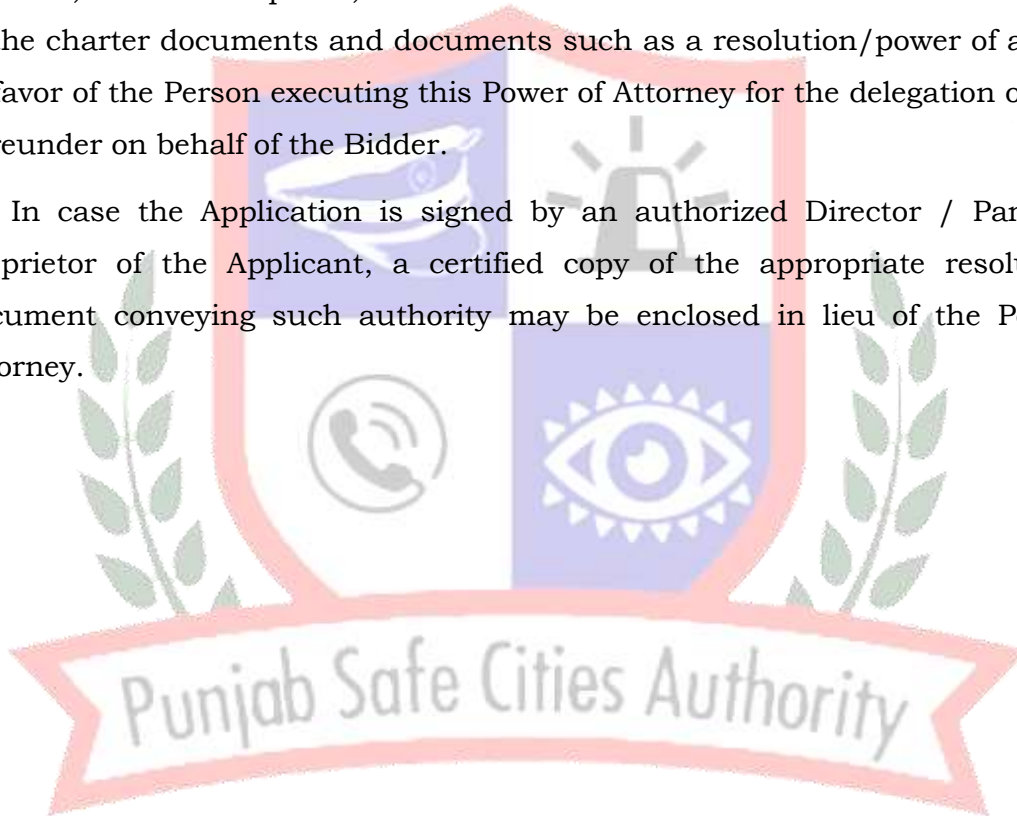 the charter documents and documents such as a resolution/power of a
favor of the Person executing this Power of Attorney for the delegation o
reunder on behalf of the Bidder.
In case the Application is signed by an authorized Director / Par
prietor of the Applicant, a certified copy of the appropriate resolu
cument conveying such authority may be enclosed in lieu of the P
orney.
Punjab Safe Cities Authority